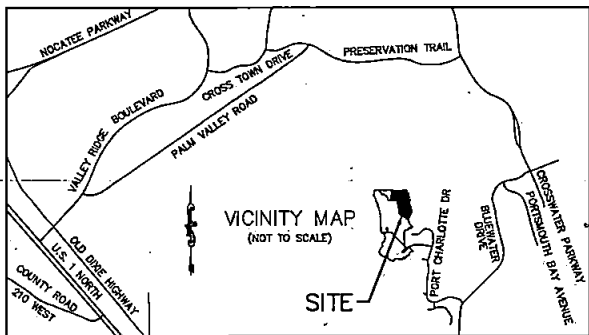 NOCATEE PARKWAY
PRESERVATION TRAIL
CROSS TOWN DRIVE
VALLEY RIDGE BOULEVARD
PALM VALLEY ROAD
VICINITY MAP
(NOT TO SCALE)
PORT CHARLOTTE DR
BLUEWATER
DRIVE
CROSSWATER PARKWAY
PORTSMOUTH BAY AVENUE
OLD DIXIE HIGHWAY
U.S. 1 NORTH
COUNTY ROAD
210 WEST
SITE